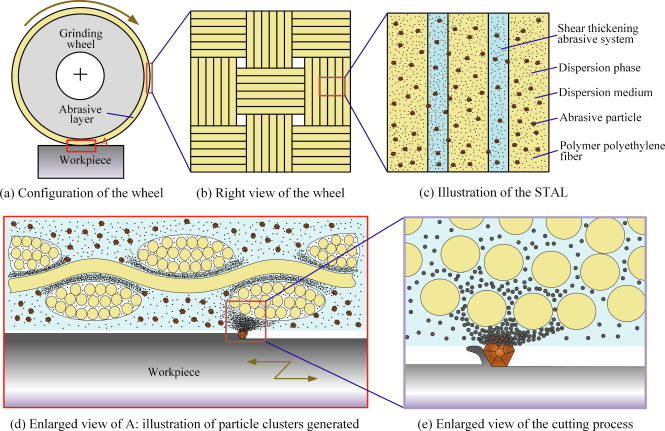 Grinding
wheel
Abrasive
layer
A
Workpiece
(a) Configuration of the wheel
(b) Right view of the wheel
Shear thickening
abrasive system
Dispersion phase
Dispersion medium
Abrasive particle
Polymer polyethylene
fiber
(c) Illustration of the STAL
Workpiece
(d) Enlarged view of A: illustration of particle clusters generated
(e) Enlarged view of the cutting process